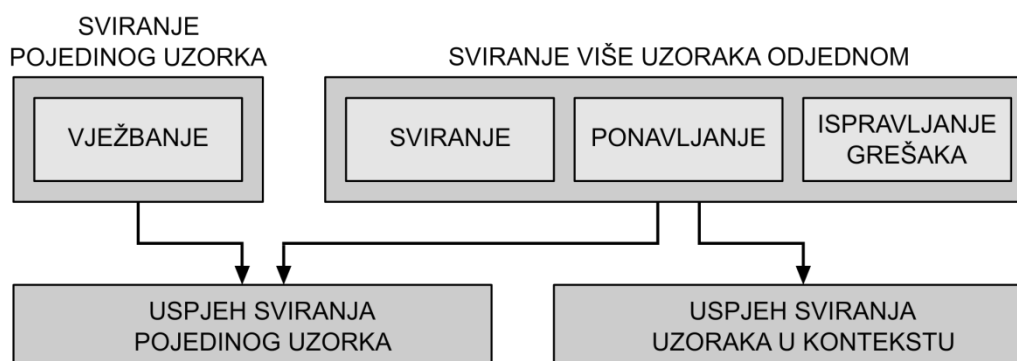 SVIRANJE
POJEDINOG UZORKA
SVIRANJE VIŠE UZORAKA ODJEDNOM
VJEŽBANJE
SVIRANJE
PONAVLJANJE
ISPRAVLJANJE
GREŠAKA
USPJEH SVIRANJA
POJEDINOG UZORKA
USPJEH SVIRANJA
UZORAKA U KONTEKSTU